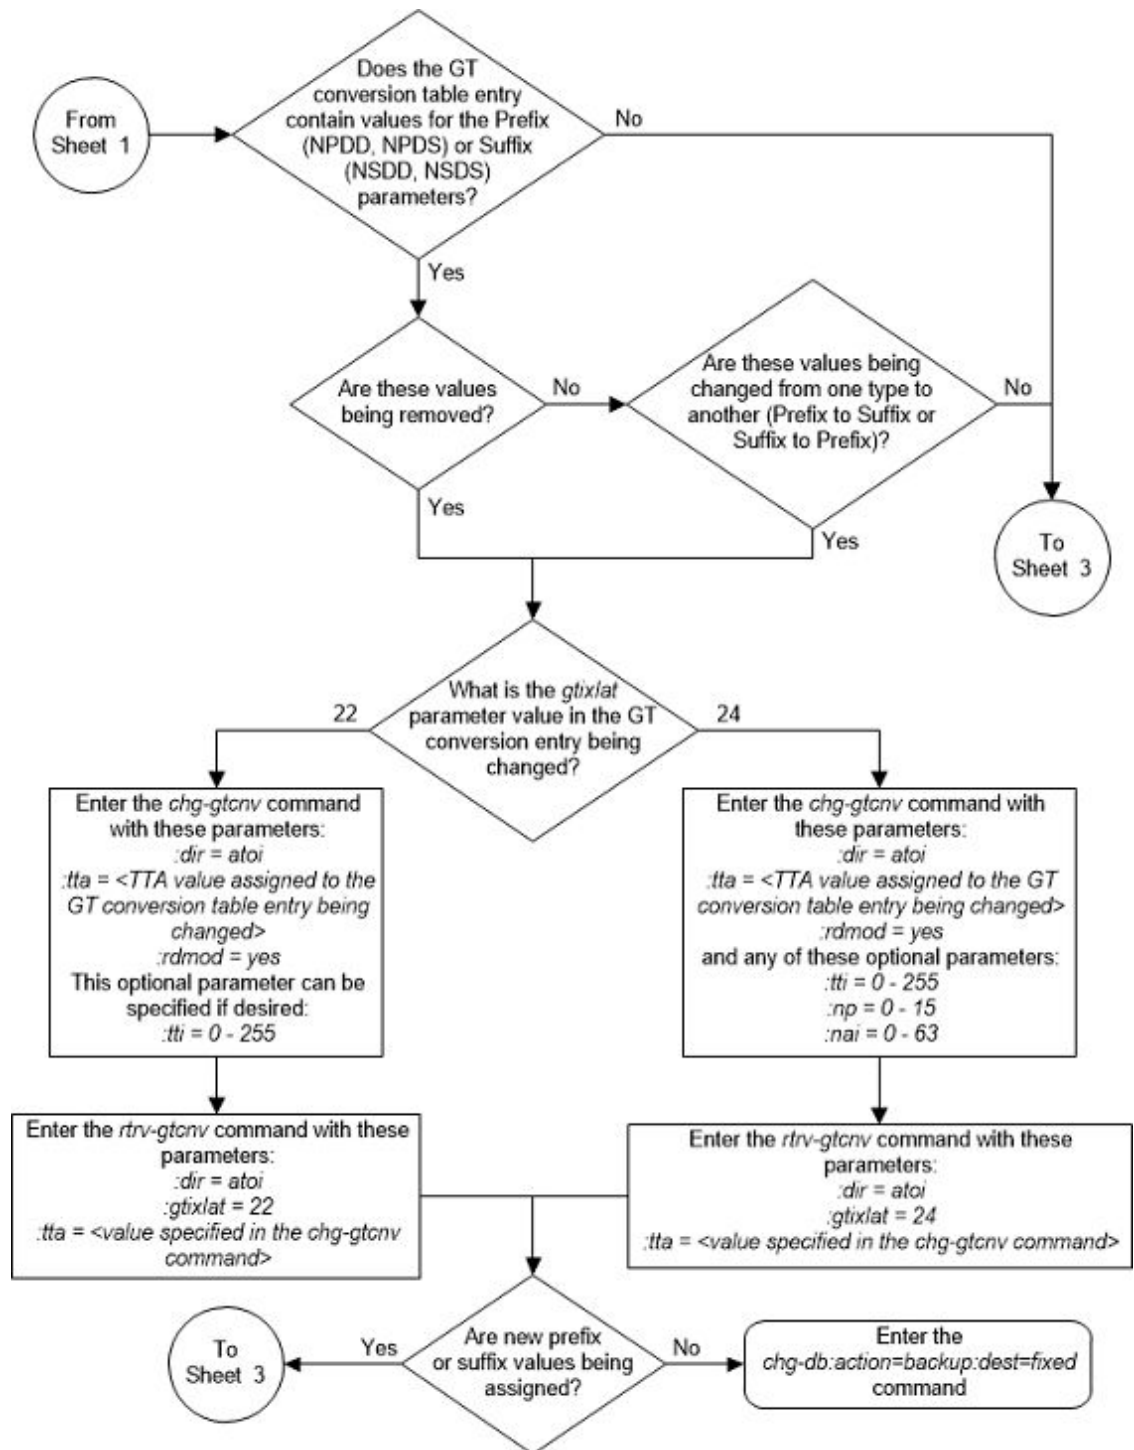 From
Sheet 1
Does the GT
conversion table entry
contain values for the Prefix
(NPDD, NPDS) or Suffix
(NSDD, NSDS)
parameters?
No
Yes
Are these values
being removed?
No
Are these values being
changed from one type to
another (Prefix to Suffix or
Suffix to Prefix)?
No
Yes
Yes
To
Sheet 3
What is the gtixlat
parameter value in the GT
conversion entry being
changed?
22
24
Enter the chg-gtcnv command
with these parameters:
:dir = atoi
:tta = <TTA value assigned to the
GT conversion table entry being
changed>
:rdmod = yes
This optional parameter can be
specified if desired:
:tti = 0 - 255
Enter the chg-gtcnv command with
these parameters:
:dir = atoi
:tta = <TTA value assigned to the GT
conversion table entry being changed>
:rdmod = yes
and any of these optional parameters:
:tti = 0 - 255
:np = 0 - 15
:nai = 0 - 63
Enter the rtrv-gtcnv command with these
parameters:
:dir = atoi
:gtixlat = 22
:tta = <value specified in the chg-gtcnv
command>
Enter the rtrv-gtcnv command with these
parameters:
:dir = atoi
:gtixlat = 24
:tta = <value specified in the chg-gtcnv command>
To
Sheet 3
Yes
Are new prefix
or suffix values being
assigned?
No
Enter the
chg-db:action=backup:dest=fixed
command